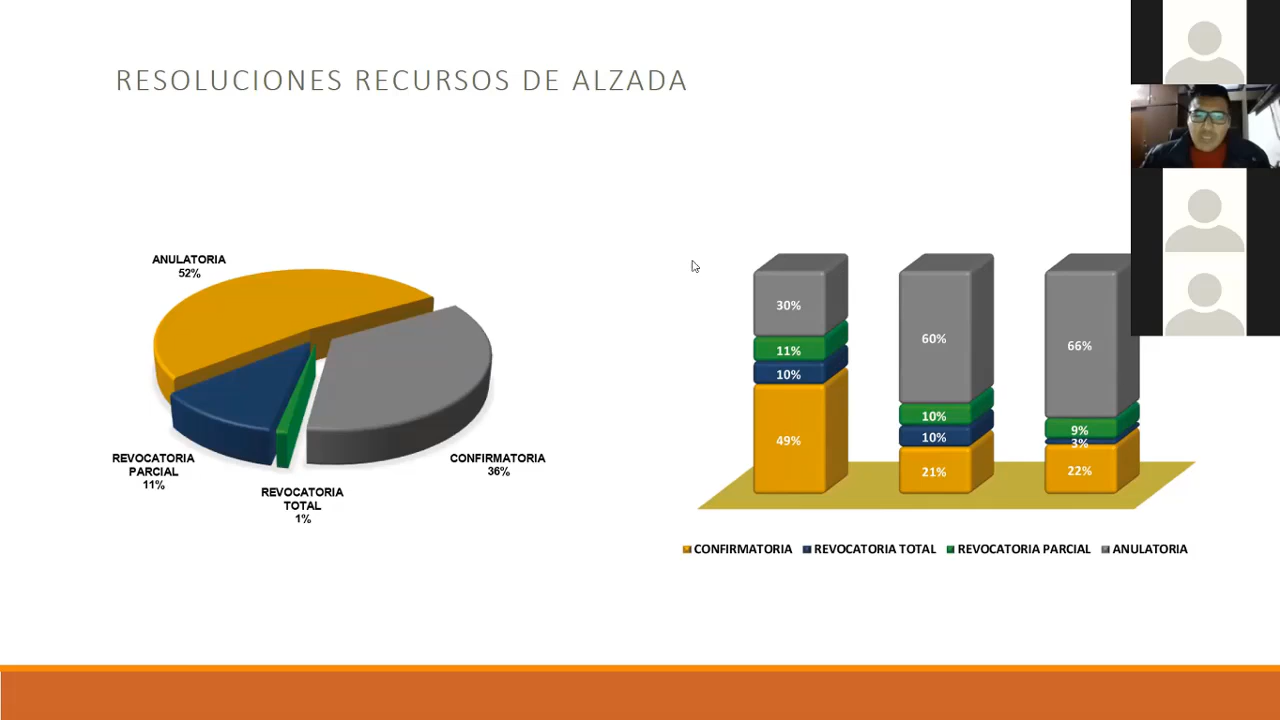 RESOLUCIONES RECURSOS DE ALZADA
ANULATORIA
52%
REVOCATORIA
PARCIAL
11%
REVOCATORIA
TOTAL
1%
CONFIRMATORIA
36%
30%
11%
10%
49%
60%
10%
10%
21%
66%
9%
3%
22%
CONFIRMATORIA REVOCATORIA TOTAL REVOCATORIA PARCIAL ANULATORIA